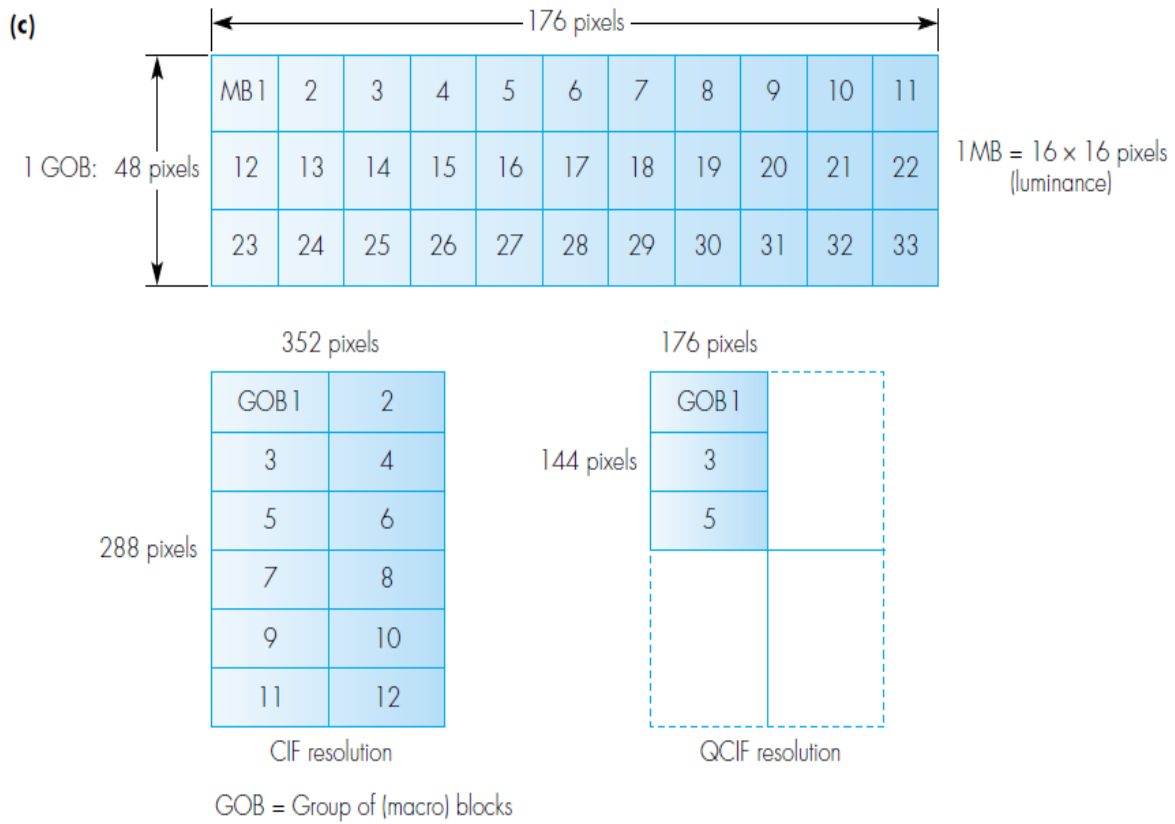 (c)
176 pixels
MB 1 2 3 4 5 6 7 8 9 10 11
1 GOB: 48 pixels 12 13 14 15 16 17 18 19 20 21 22 1 MB = 16 × 16 pixels
(luminance)
23 24 25 26 27 28 29 30 31 32 33
352 pixels
GOB 1 2
3 4
5 6
288 pixels
7 8
9 10
11 12
CIF resolution
176 pixels
GOB 1
144 pixels 3
5
QCIF resolution
GOB = Group of (macro) blocks